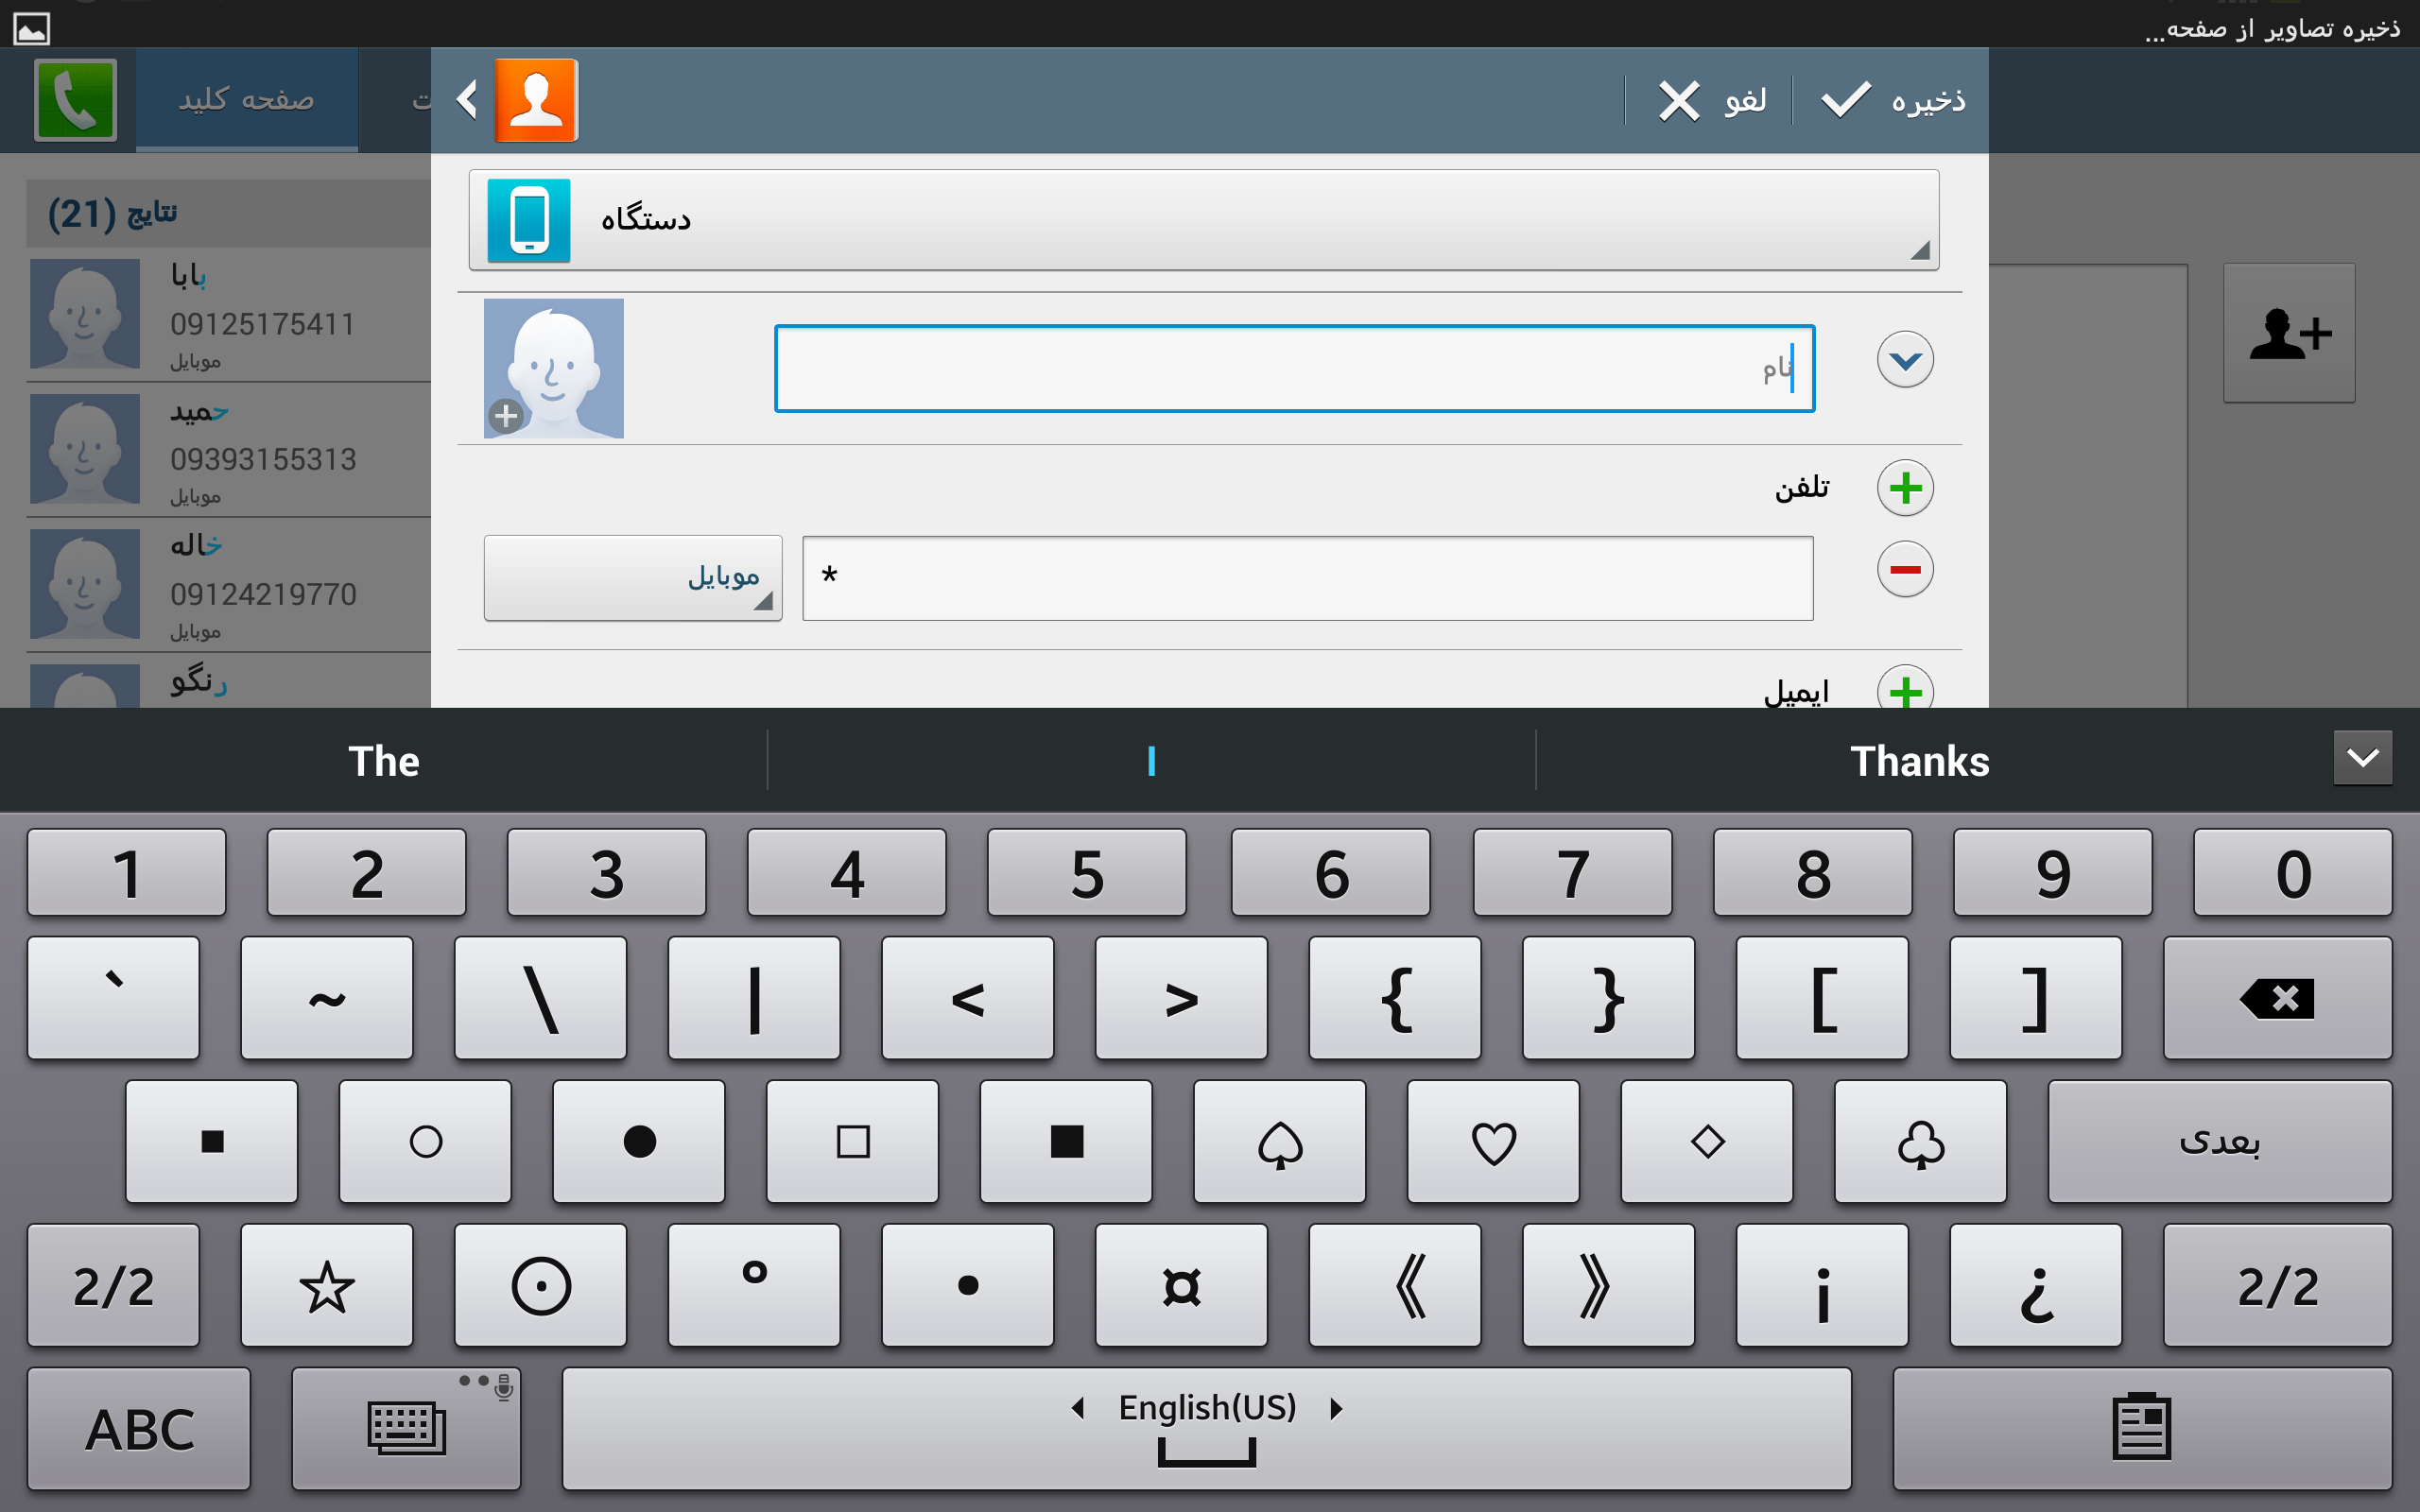 ذخیره تصاویر از صفحه...
صفحه کلید
ت
لغو
ذخیره
نتایج (21)
بابا
09125175411
موبایل
حمید
09393155313
موبایل
خاله
09124219770
موبایل
رنگو
دستگاه
نام
تلفن
موبایل
*
ایمیل
The
I
Thanks
1 2 3 4 5 6 7 8 9 0
` ~ \ | < > { } [ ]
▪ ○ ● □ ■ ♤ ♡ ◇ ♧ بعدی
2/2 ☆ ⊙ ° • ¤ 《 》 ¡ ¿ 2/2
ABC
English(US)